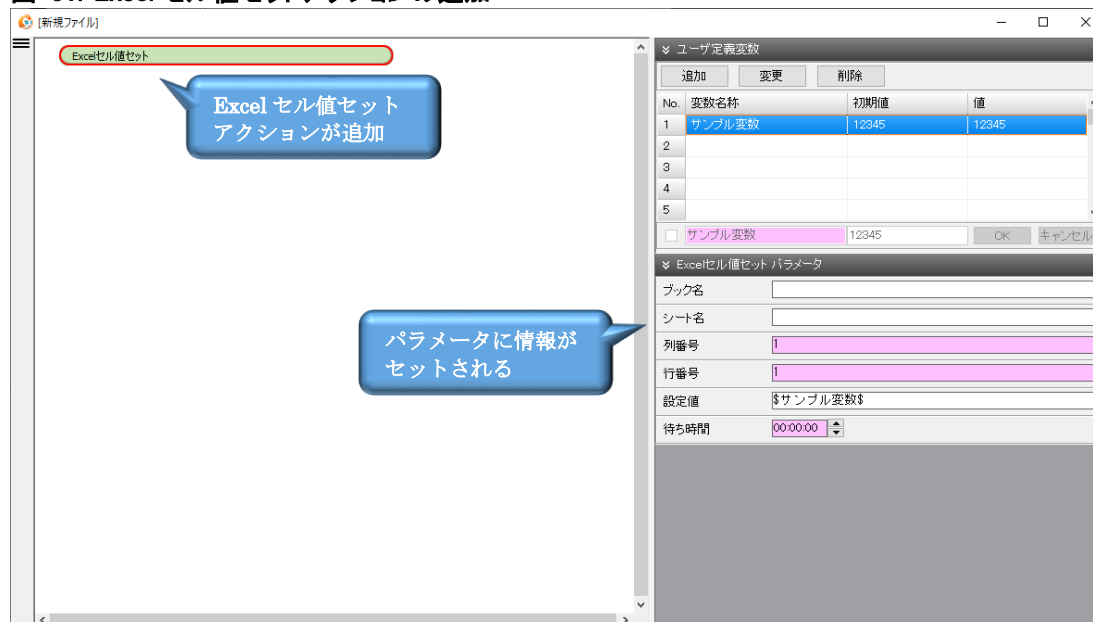 [新規ファイル]
Excelセル値セット
Excel セル値セット
アクションが追加
ユーザ定義変数
追加 変更 削除
No. 変数名称 初期値 値
1 サンプル変数 12345 12345
2
3
4
5
サンプル変数 12345 OK キャンセル
Excelセル値セット パラメータ
ブック名
シート名
列番号 1
行番号 1
設定値 $サンプル変数$
待ち時間 00:00:00
パラメータに情報が
セットされる